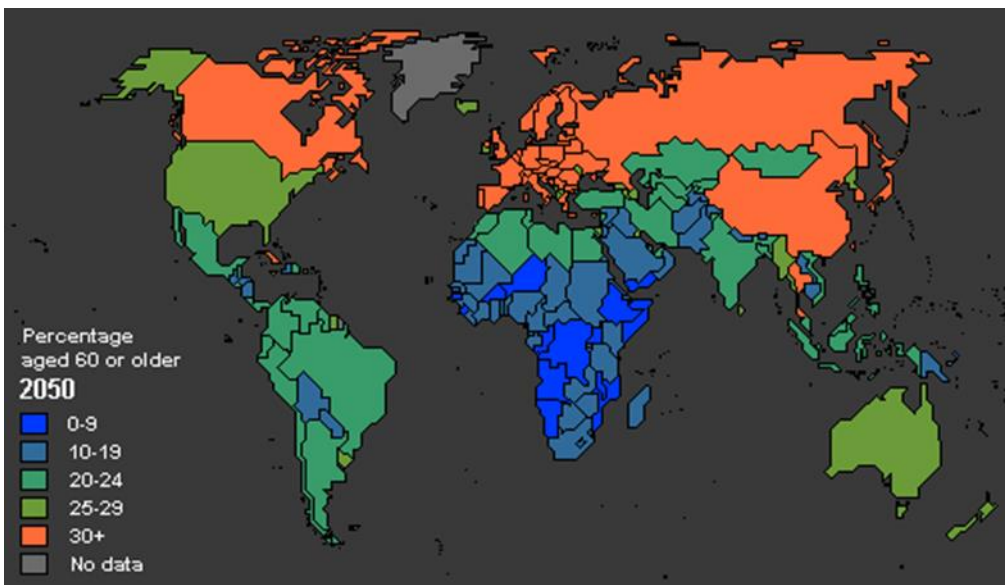 Percentage
aged 60 or older
2050
0-9
10-19
20-24
25-29
30+
No data